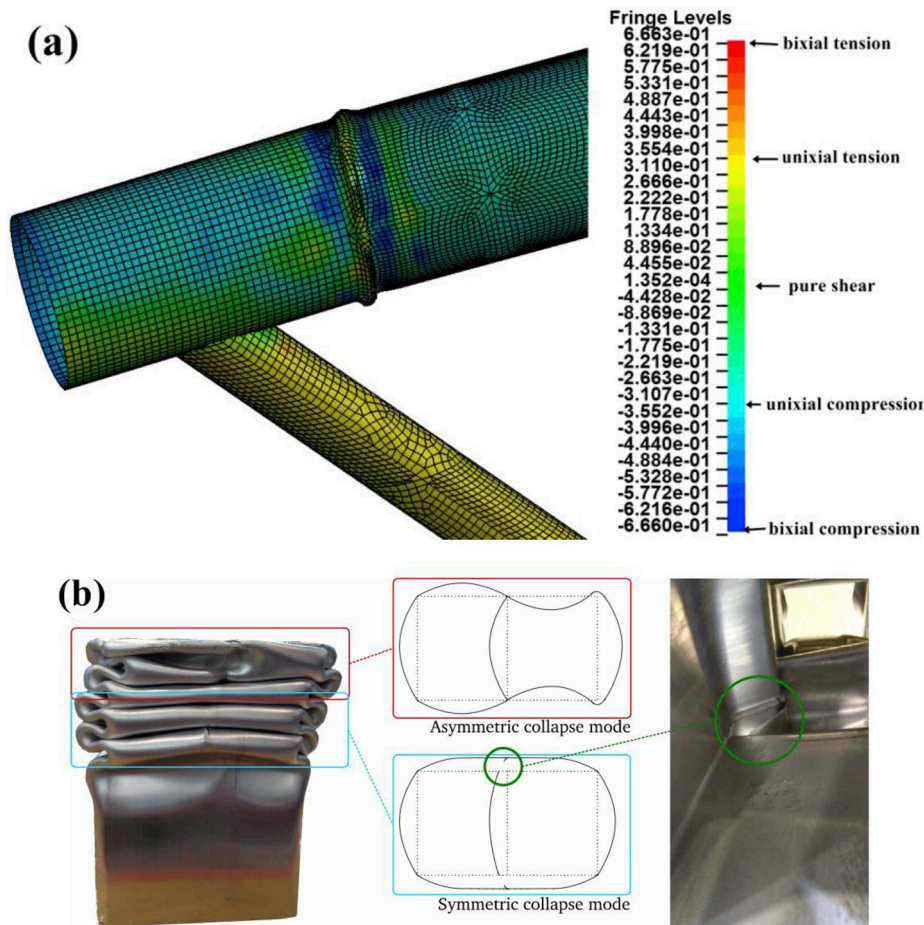 (a)
Fringe Levels
6.663e-01
6.219e-01
5.775e-01
5.331e-01
4.887e-01
4.443e-01
3.998e-01
3.554e-01
3.110e-01
2.666e-01
2.222e-01
1.778e-01
1.334e-01
8.896e-02
4.455e-02
1.352e-04
-4.428e-02
-8.869e-02
-1.331e-01
-1.775e-01
-2.219e-01
-2.663e-01
-3.107e-01
-3.552e-01
-3.996e-01
-4.440e-01
-4.884e-01
-5.328e-01
-5.772e-01
-6.216e-01
-6.660e-01
bixial tension
unixial tension
pure shear
unixial compression
bixial compression
(b)
Asymmetric collapse mode
Symmetric collapse mode